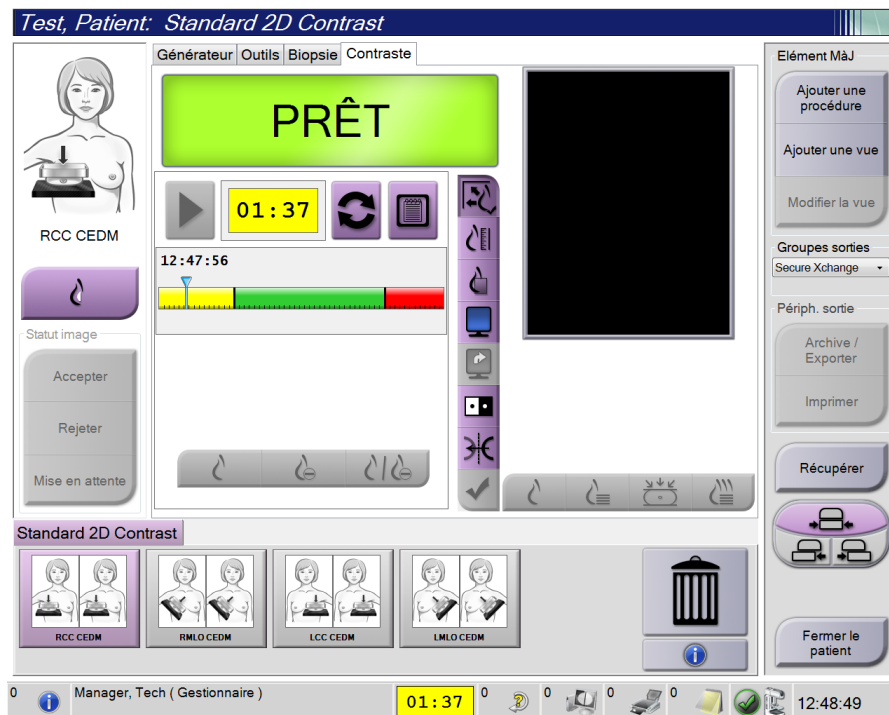 Test, Patient: Standard 2D Contrast
Générateur Outils Biopsie Contraste
PRÊT
01:37
12:47:56
RCC CEDM
Statut image
Accepter
Rejeter
Mise en attente
Elément MàJ
Ajouter une
procédure
Ajouter une vue
Modifier la vue
Groupes sorties
Secure Xchange
Périph. sortie
Archive /
Exporter
Imprimer
Récupérer
Fermer le
patient
Standard 2D Contrast
RCC CEDM
RMLO CEDM
LCC CEDM
LMLO CEDM
0 Manager, Tech ( Gestionnaire ) 01:37 0 0 0 0 12:48:49